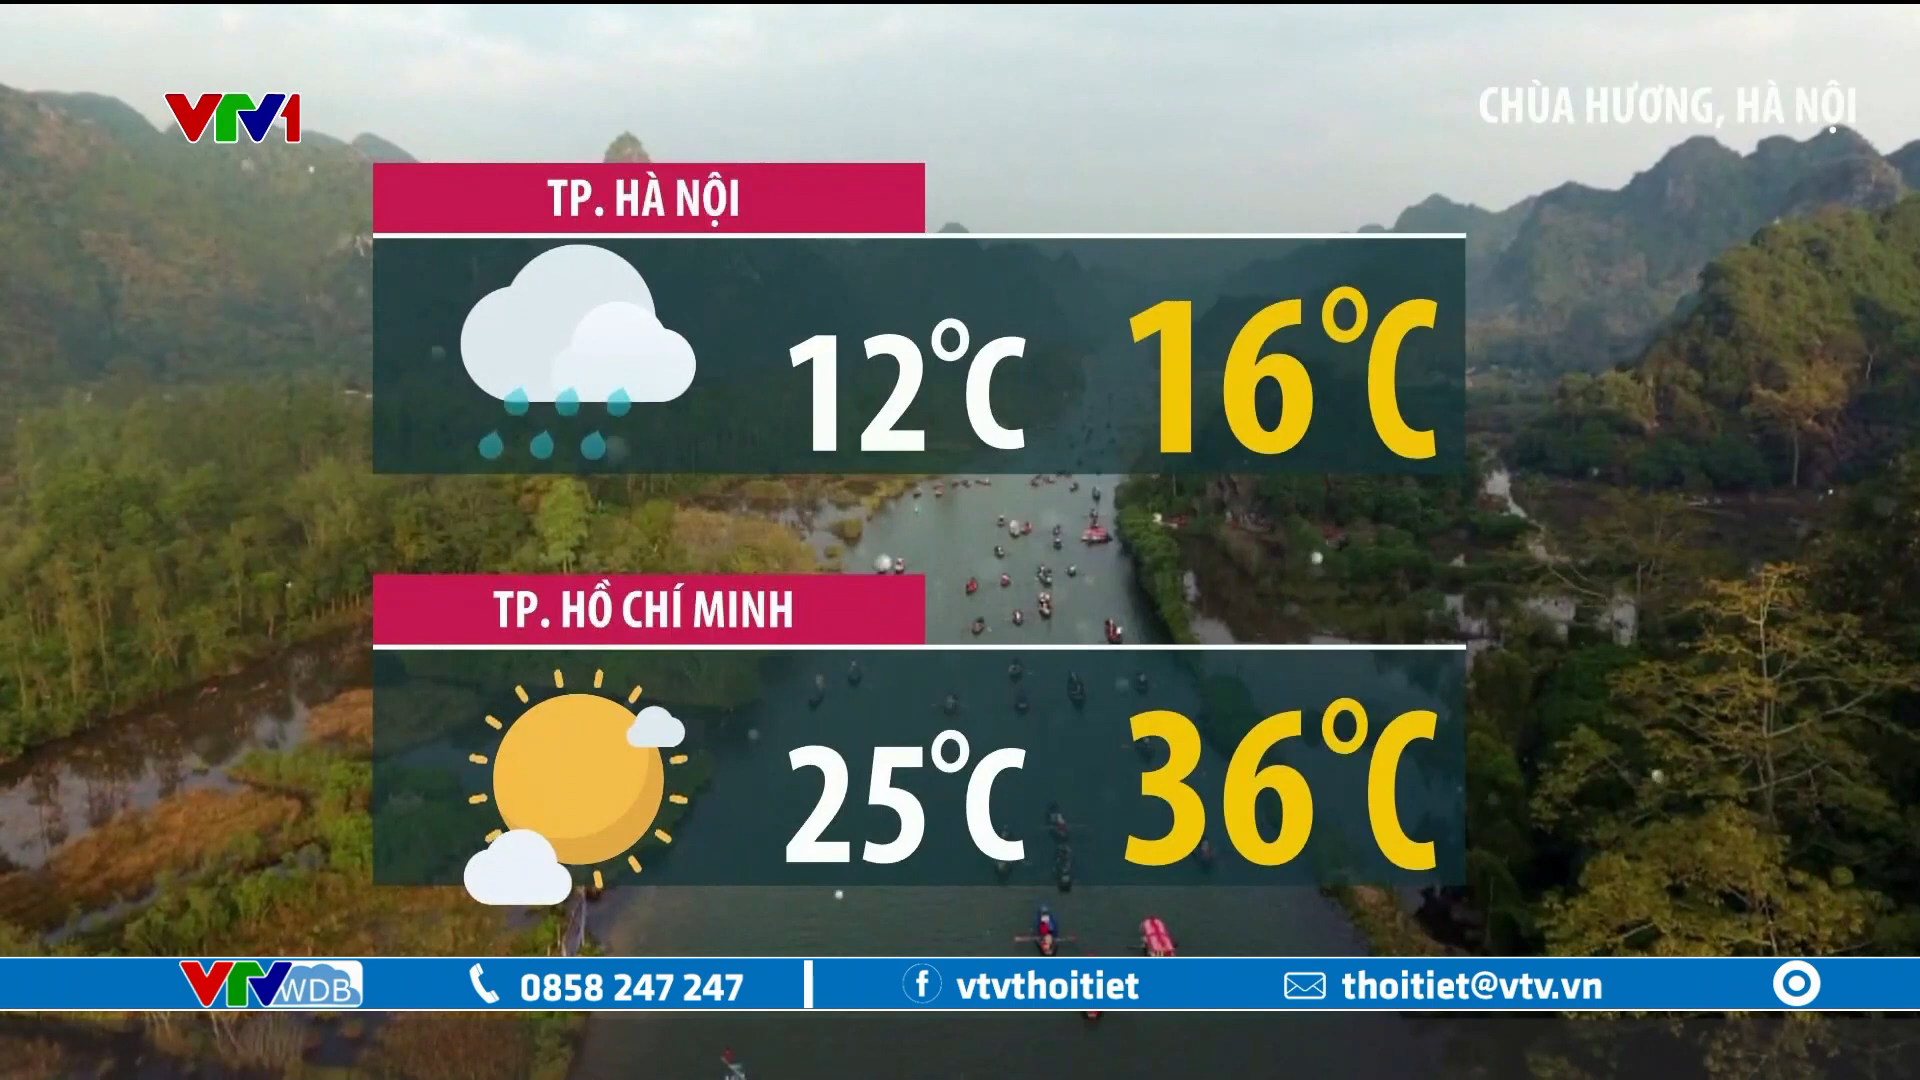 VTV1
CHÙA HƯƠNG, HÀ NỘI
TP. HÀ NỘI
12°C 16°C
TP. HỒ CHÍ MINH
25°C 36°C
VTV WDB 0858 247 247 vtvthoitiet thoitiet@vtv.vn